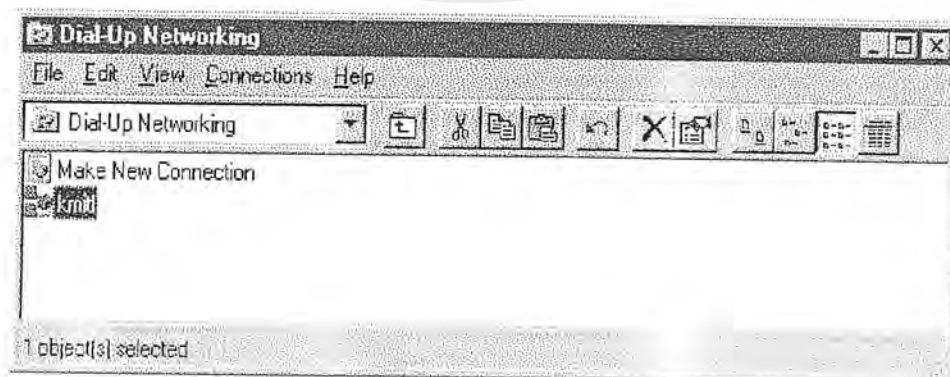 Dial-Up Networking
File Edit View Connections Help
Dial-Up Networking
Make New Connection
kmitl
1 object(s) selected